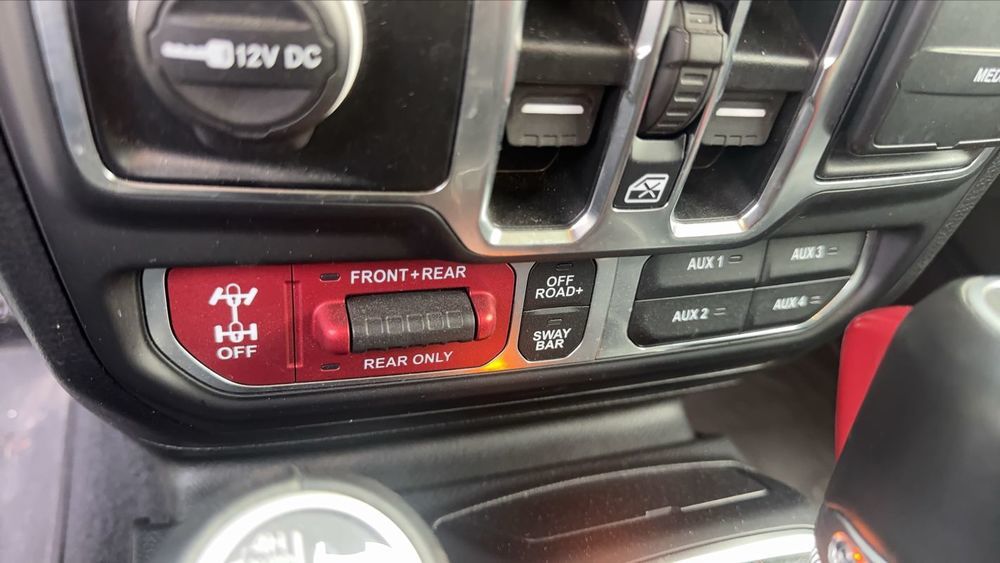 12V DC
MED
FRONT+REAR
OFF
REAR ONLY
OFF
ROAD+
SWAY
BAR
AUX 1
AUX 2
AUX 3
AUX 4